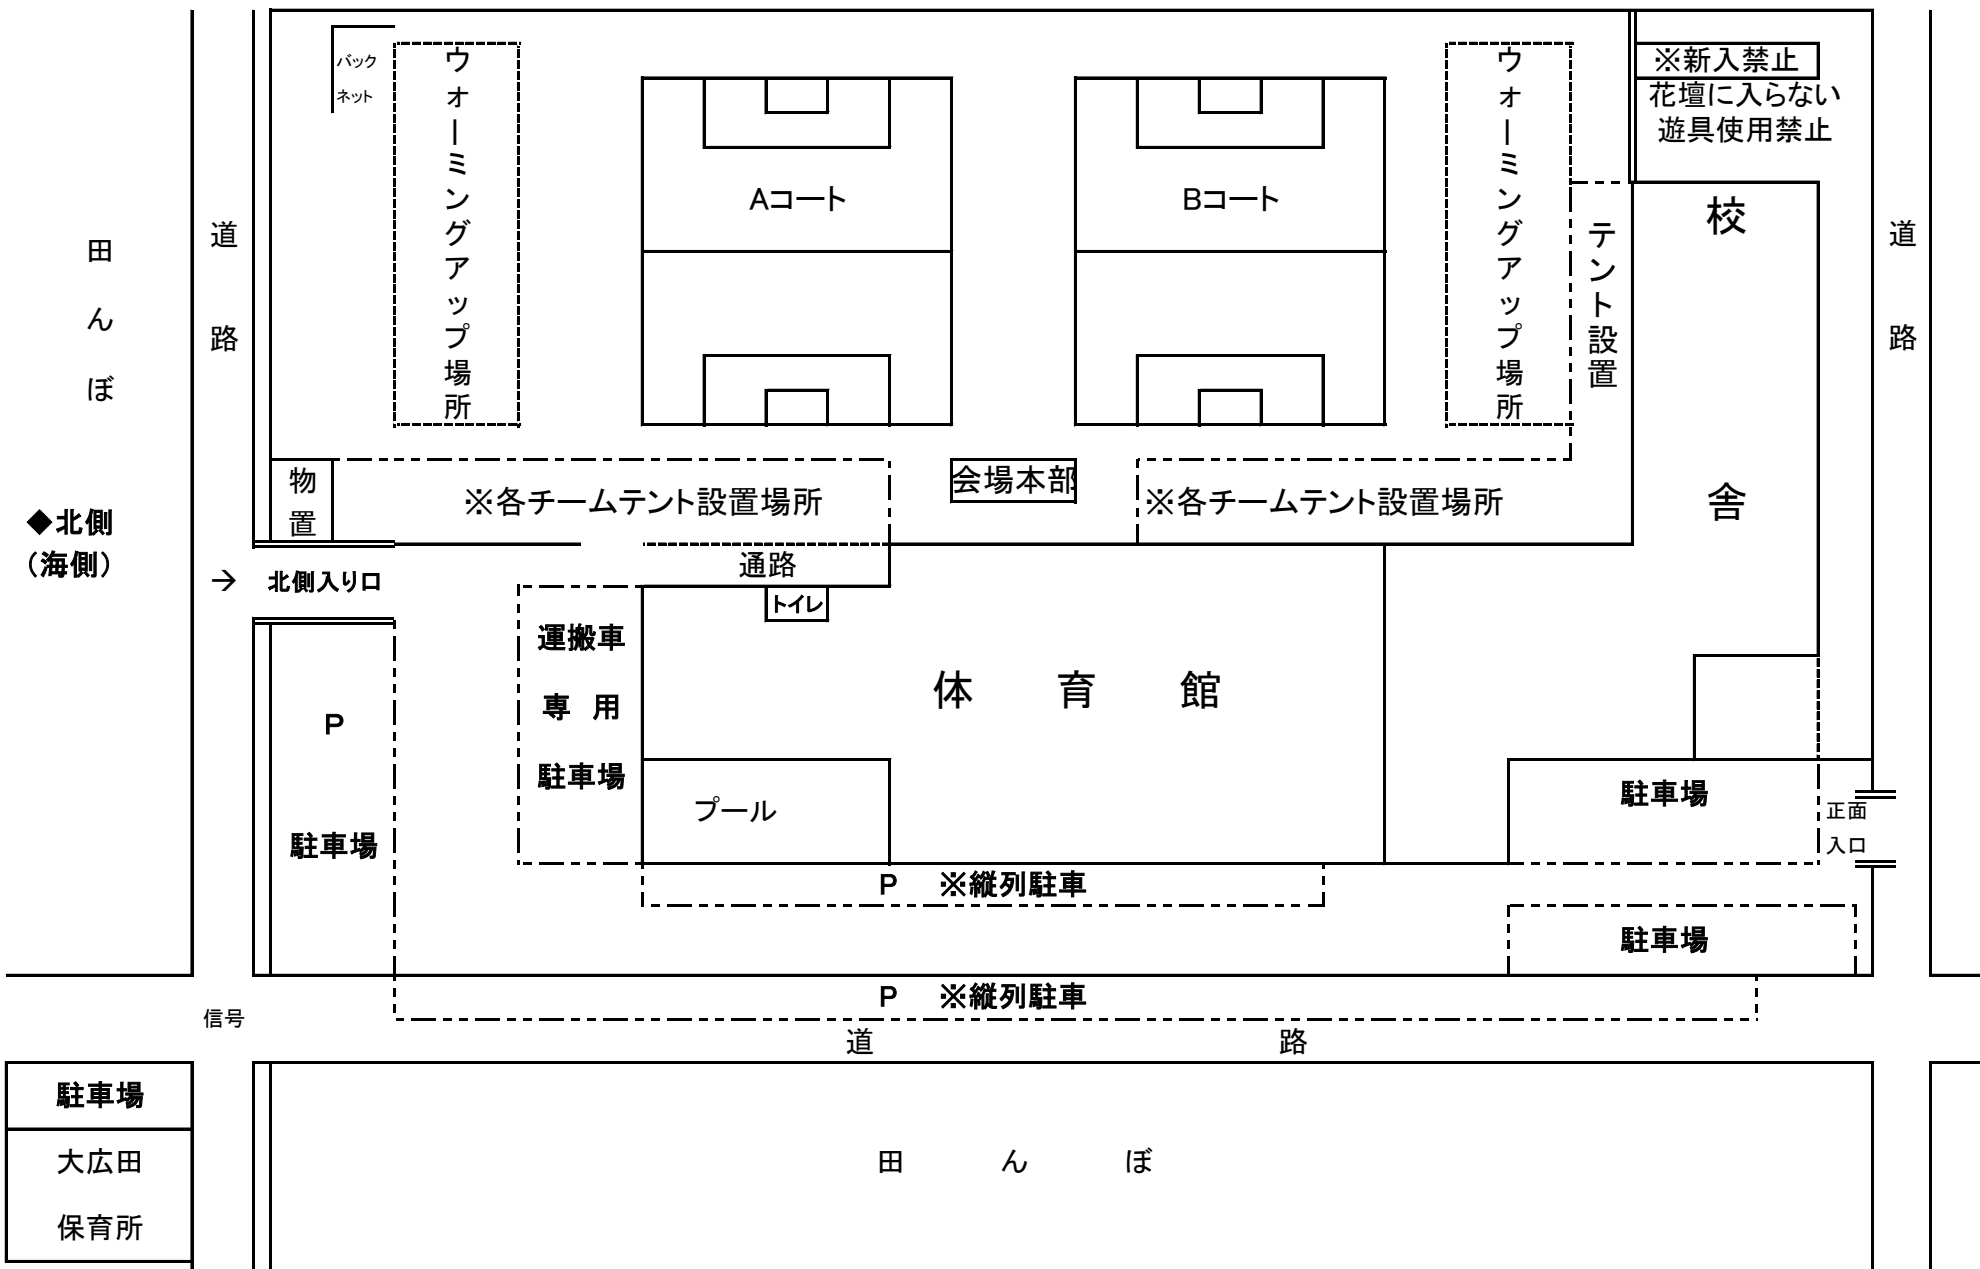 バック
ネット
ウォーミングアップ場所
Aコート
Bコート
ウォーミングアップ場所
※新入禁止
花壇に入らない
遊具使用禁止
テント設置
校舎
道路
田んぼ
道路
物置
※各チームテント設置場所
会場本部
※各チームテント設置場所
◆北側
(海側)
→ 北側入り口
通路
トイレ
運搬車
専 用
駐車場
体 育 館
P
駐車場
プール
駐車場
正面
入口
P ※縦列駐車
駐車場
P ※縦列駐車
信号
道 路
駐車場
大広田
保育所
田 ん ぼ